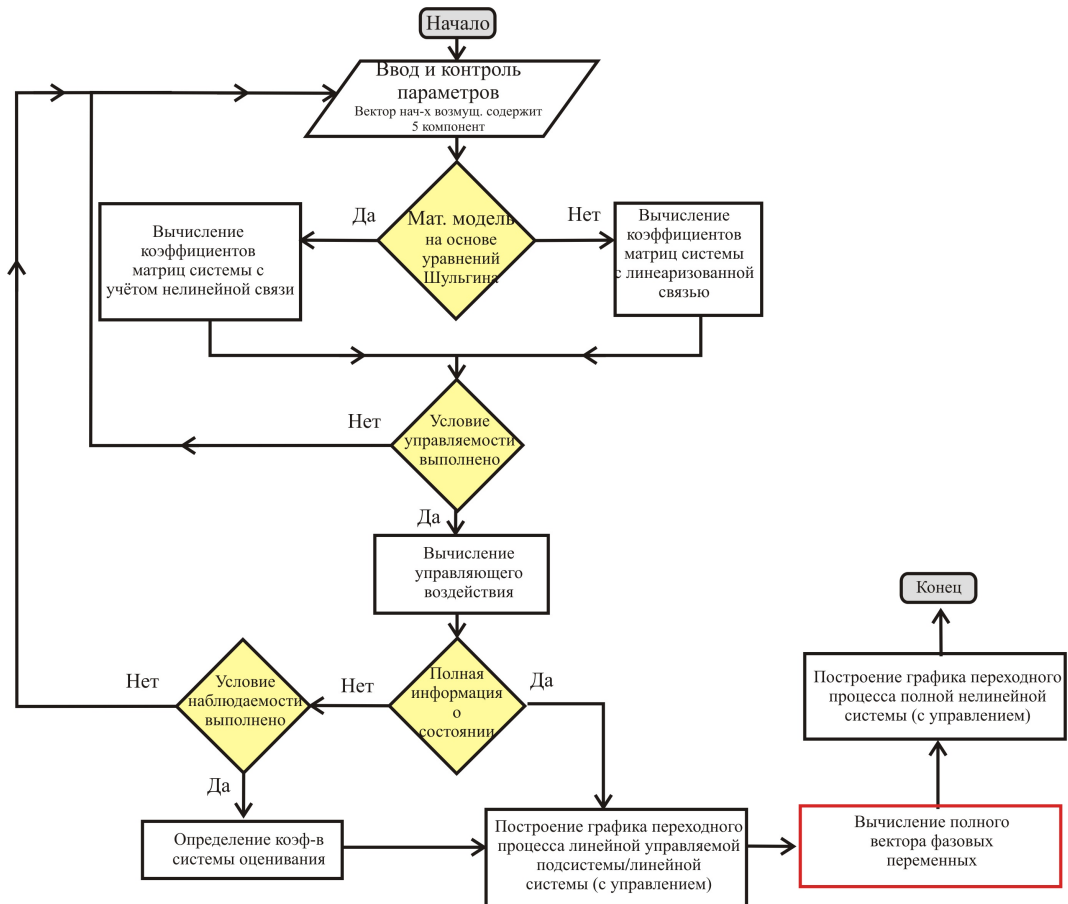 Начало
Ввод и контроль
параметров
Вектор нач-х возмущ. содержит
5 компонент
Да
Мат. модель
на основе
уравнений
Шульгина
Нет
Вычисление
коэффициентов
матриц системы с
учётом нелинейной связи
Вычисление
коэффициентов
матриц системы
с линеаризованной
связью
Нет
Условие
управляемости
выполнено
Да
Вычисление
управляющего
воздействия
Конец
Нет
Условие
наблюдаемости
выполнено
Нет
Полная
информация
о
состоянии
Да
Построение графика переходного
процесса полной нелинейной
системы (с управлением)
Да
Определение коэф-в
системы оценивания
Построение графика переходного
процесса линейной управляемой
подсистемы/линейной
системы (с управлением)
Вычисление полного
вектора фазовых
переменных